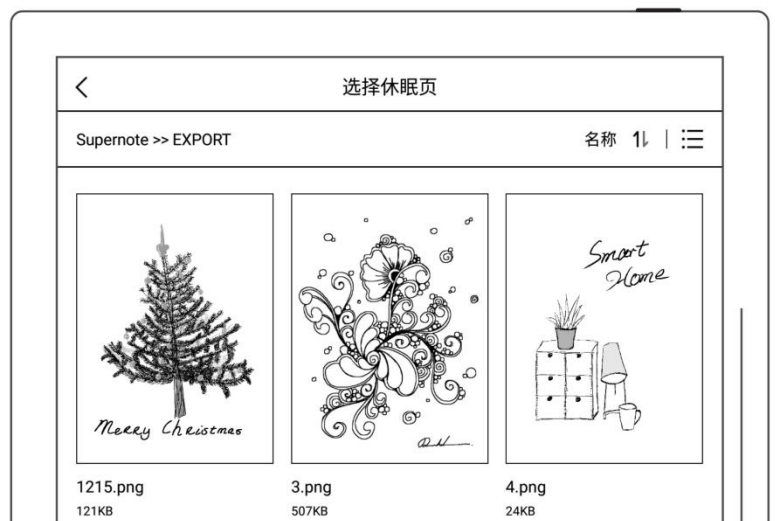 选择休眠页
Supernote >> EXPORT
名称
Smart
Home
Merry Christmas
1215.png
3.png
4.png
121KB
507KB
24KB